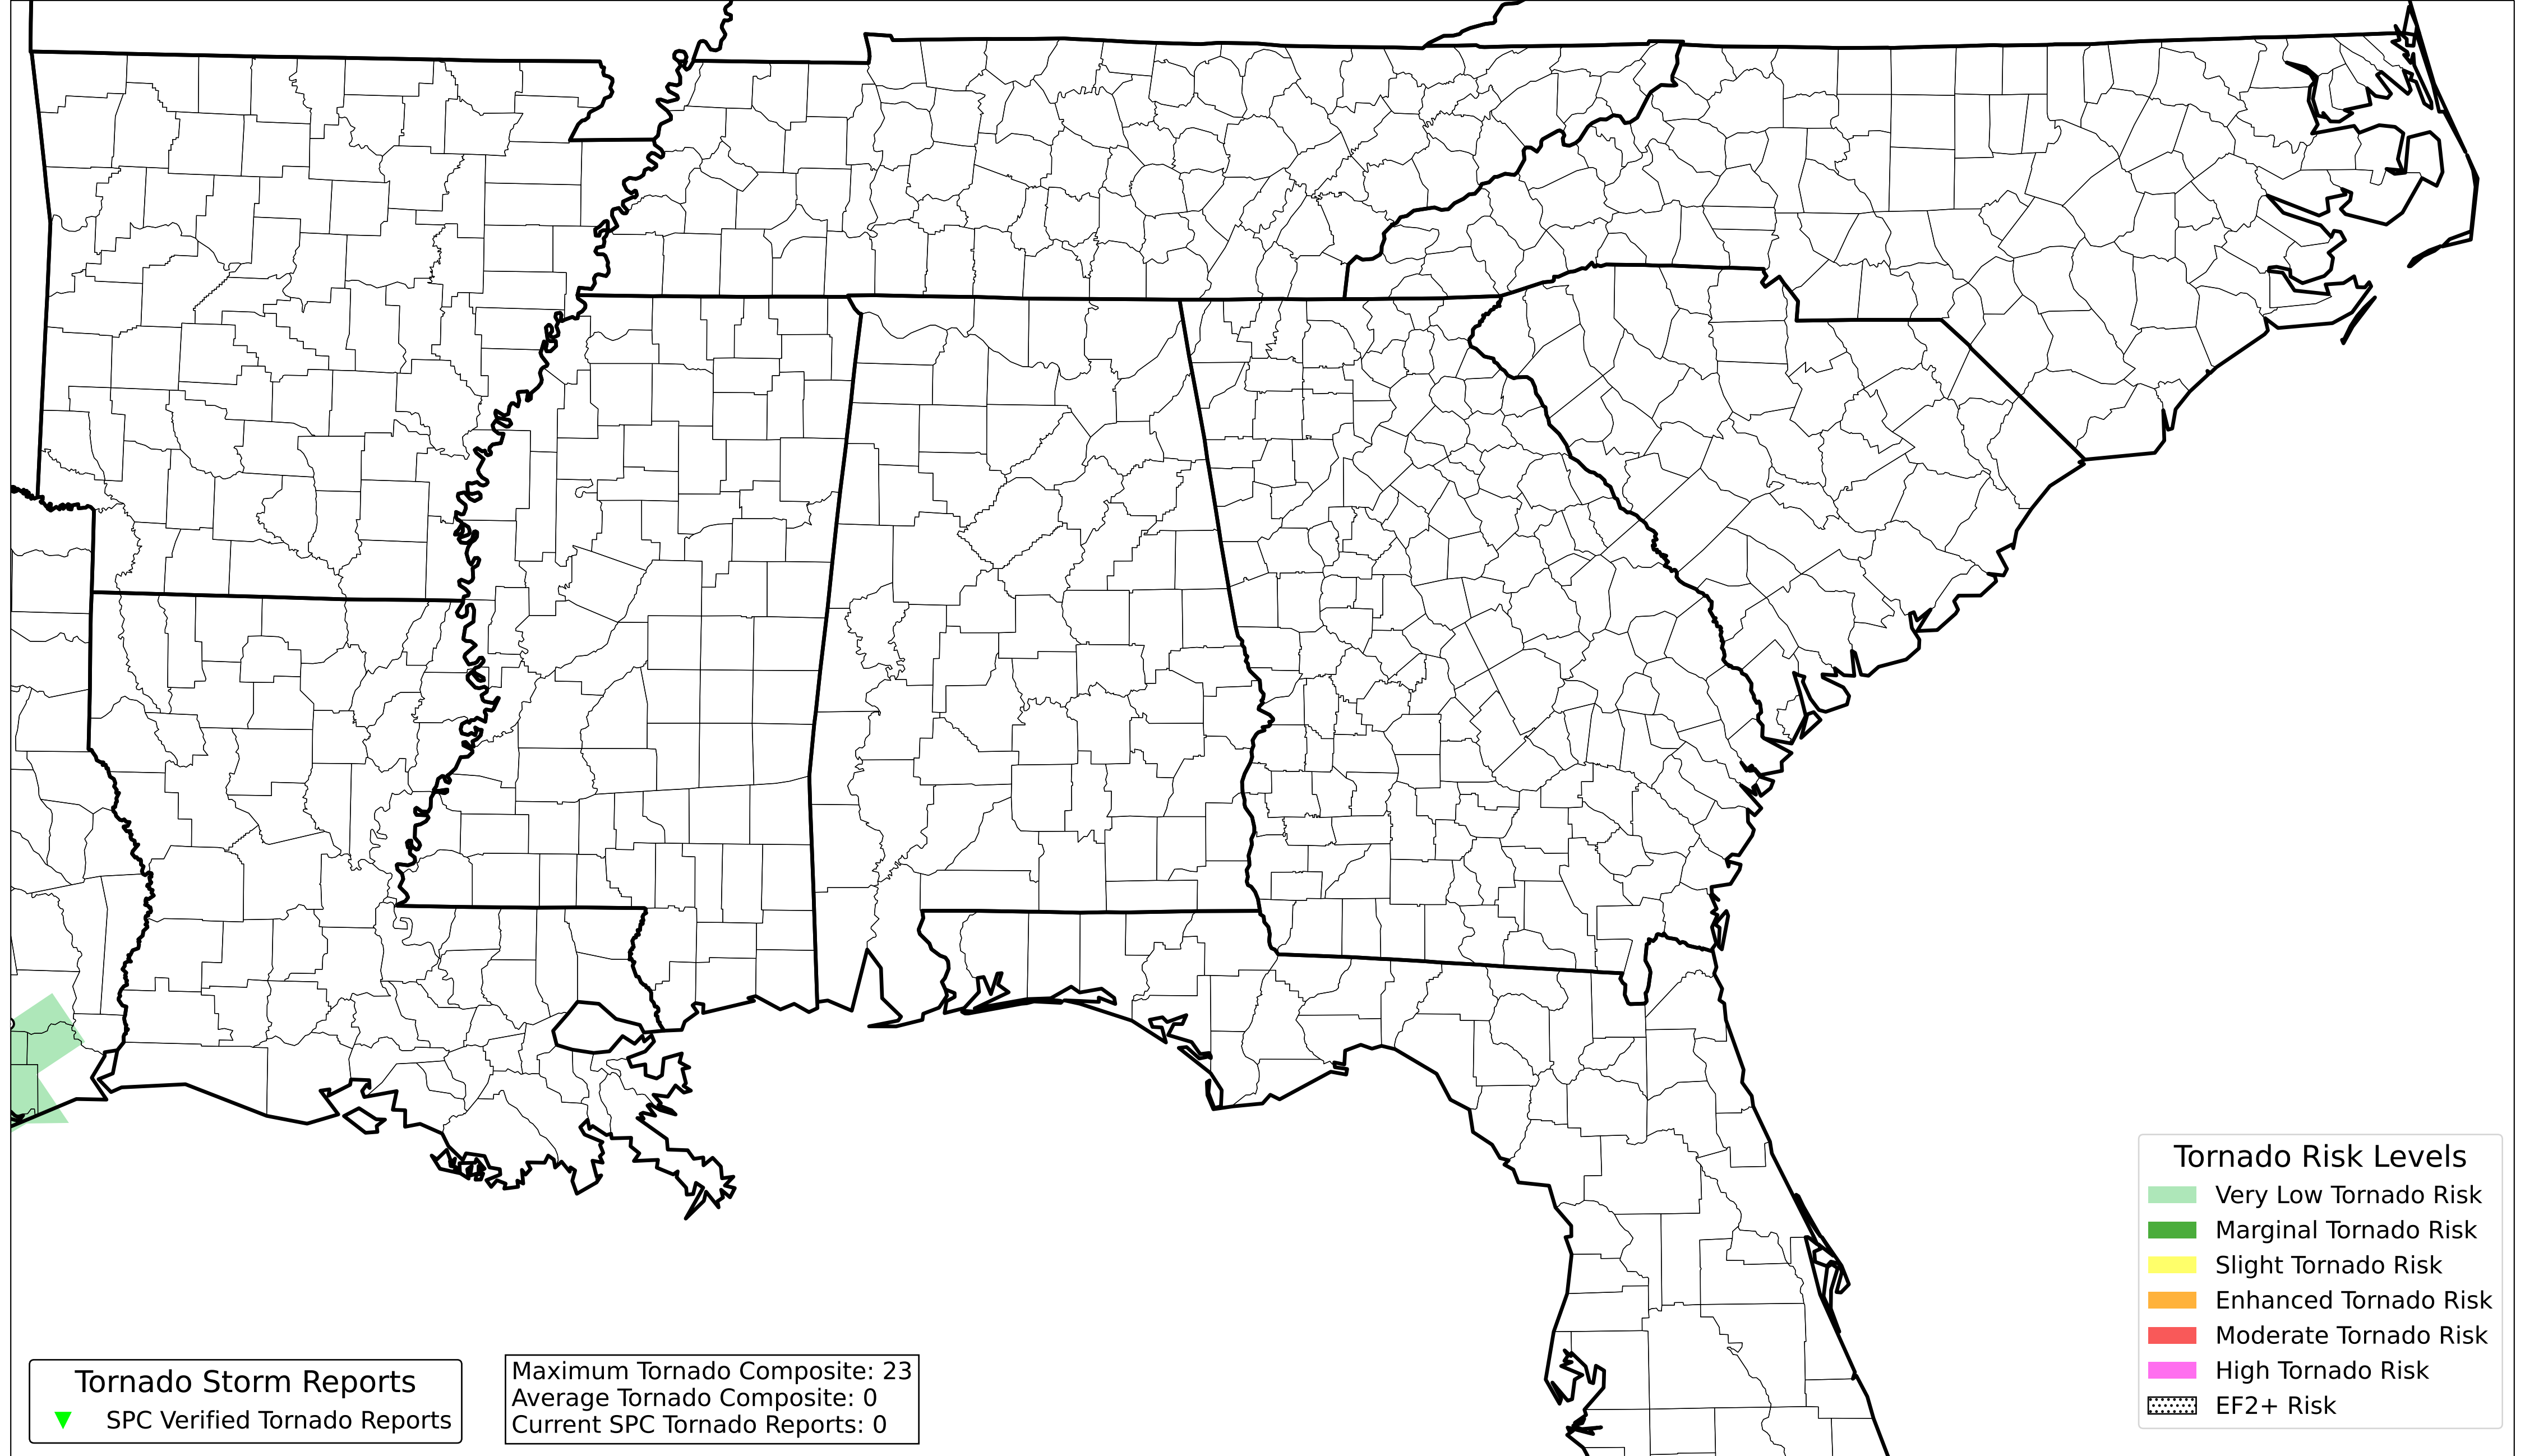 Tornado Storm Reports
SPC Verified Tornado Reports
Maximum Tornado Composite: 23
Average Tornado Composite: 0
Current SPC Tornado Reports: 0
Tornado Risk Levels
Very Low Tornado Risk
Marginal Tornado Risk
Slight Tornado Risk
Enhanced Tornado Risk
Moderate Tornado Risk
High Tornado Risk
EF2+ Risk